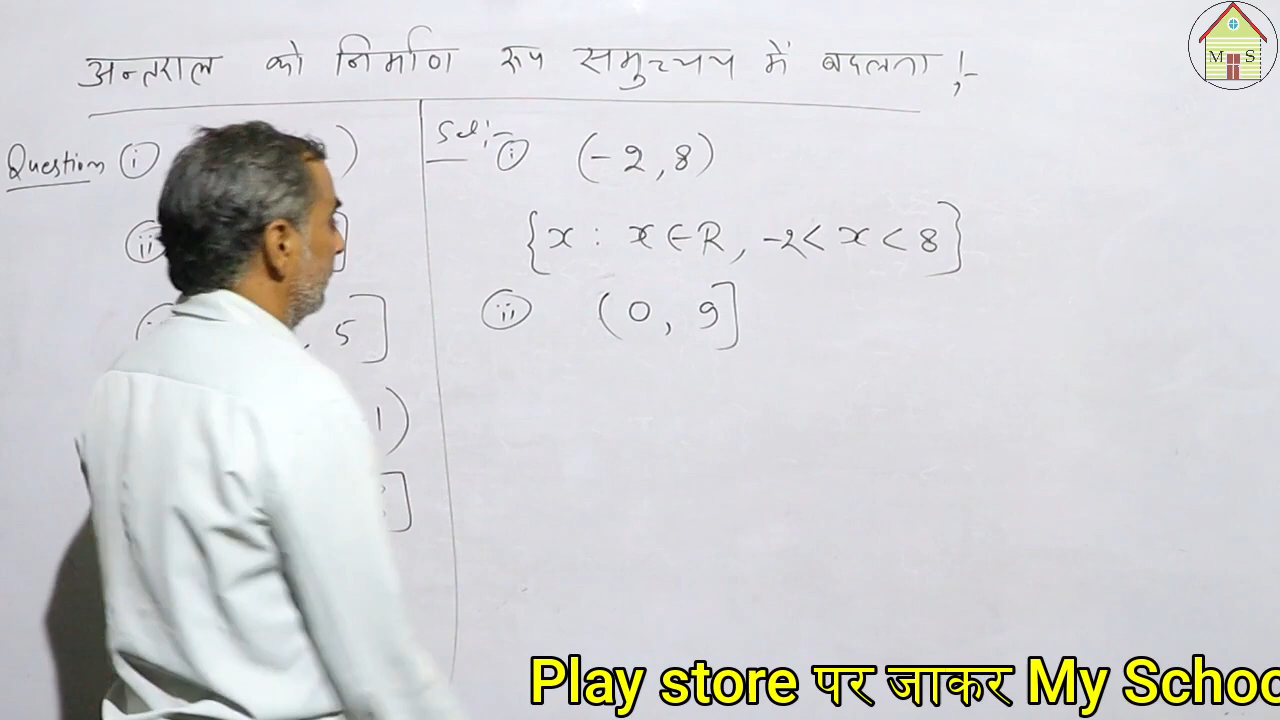 अन्तराल को निर्माण रूप समुच्चय में बदलना :-
Question (i) )
(ii) ]
, 5 ]
1 )
]
Sol:- (i) (-2, 8)
{ x : x ∈ R, -2 < x < 8 }
(ii) (0, 9]
M S
Play store पर जाकर My Schoo